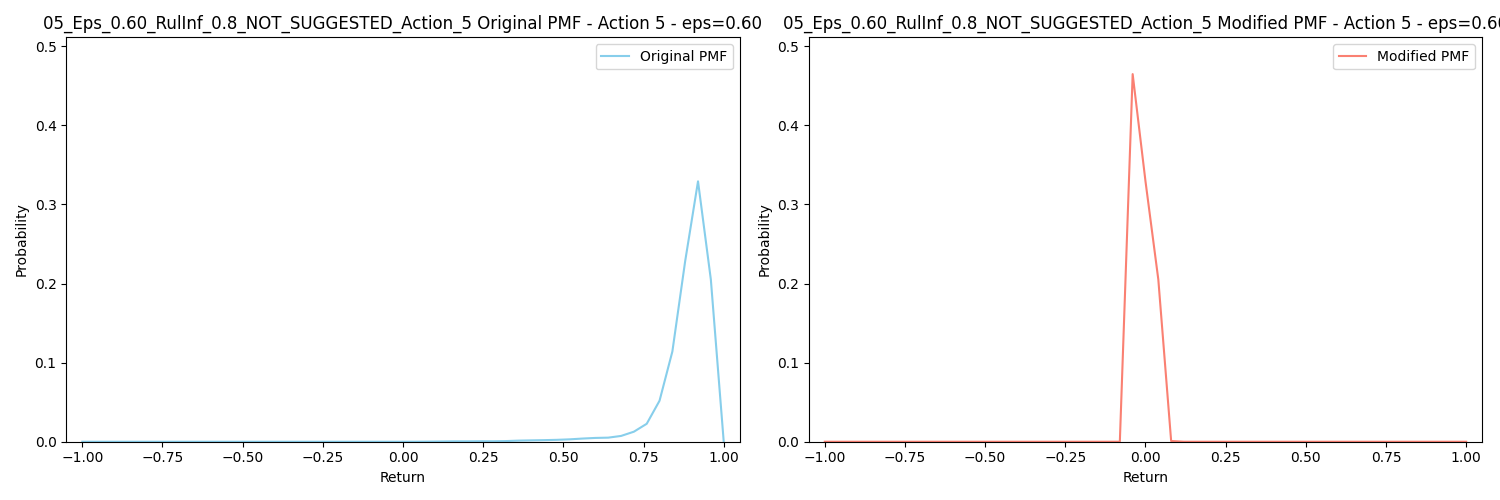 05_Eps_0.60_RulInf_0.8_NOT_SUGGESTED_Action_5 Original PMF - Action 5 - eps=0.60
Original PMF
Probability
0.5
0.4
0.3
0.2
0.1
0.0
−1.00 −0.75 −0.50 −0.25 0.00 0.25 0.50 0.75 1.00
Return
05_Eps_0.60_RulInf_0.8_NOT_SUGGESTED_Action_5 Modified PMF - Action 5 - eps=0.60
Modified PMF
Probability
0.5
0.4
0.3
0.2
0.1
0.0
−1.00 −0.75 −0.50 −0.25 0.00 0.25 0.50 0.75 1.00
Return